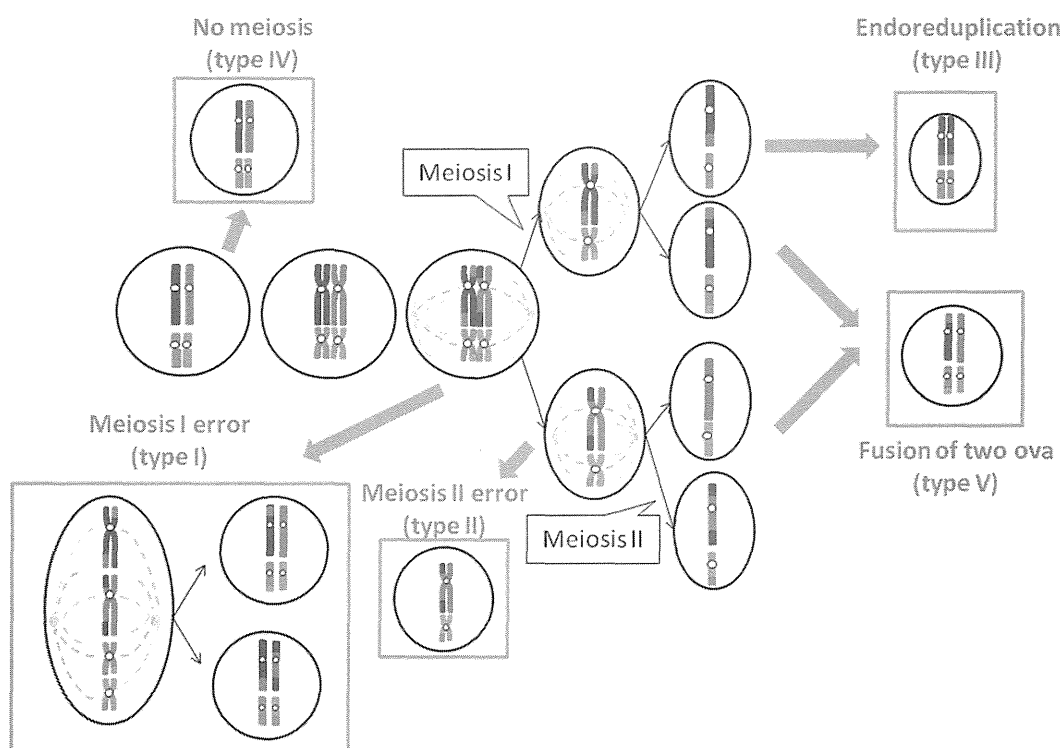 No meiosis
(type IV)
Endoreduplication
(type III)
Meiosis I
Meiosis I error
(type I)
Meiosis II error
(type II)
Meiosis II
Fusion of two ova
(type V)